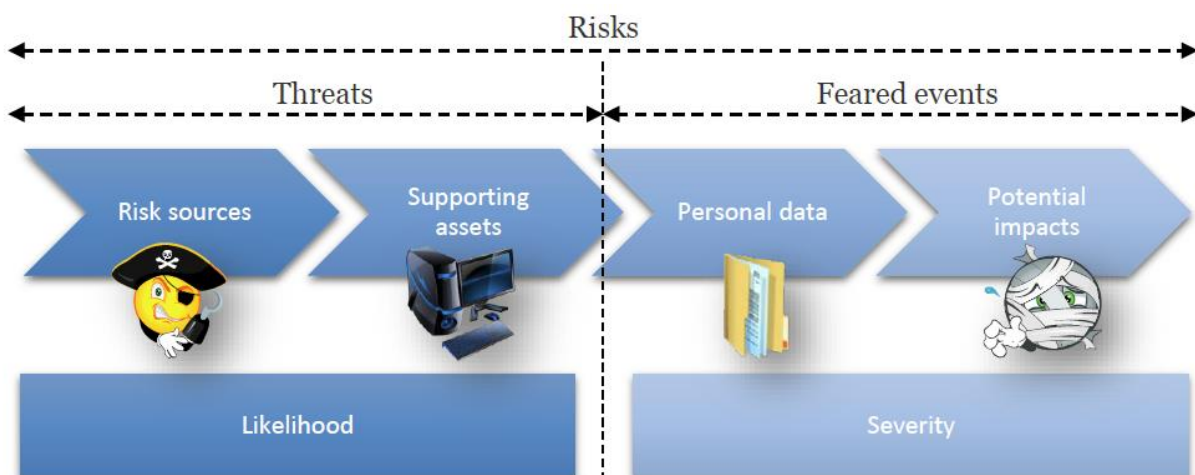 Risks
Threats
Feared events
Risk sources
Supporting
assets
Personal data
Potential
impacts
Likelihood
Severity